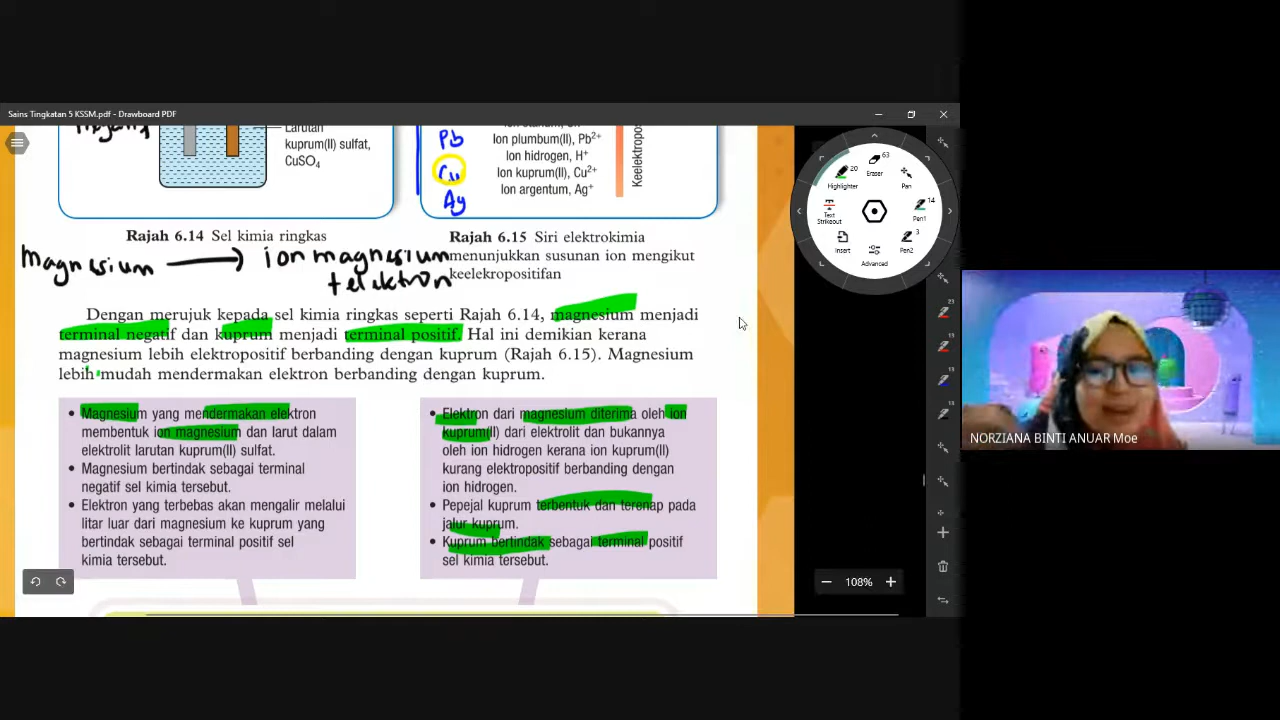 Sains Tingkatan 5 KSSM.pdf - Drawboard PDF
Larutan
kuprum(II) sulfat,
CuSO4
Pb
Cu
Ag
Ion plumbum(II), Pb2+
Ion hidrogen, H+
Ion kuprum(II), Cu2+
Ion argentum, Ag+
Rajah 6.14 Sel kimia ringkas
Rajah 6.15 Siri elektrokimia
menunjukkan susunan ion mengikut
keelekropositifan
magnesium → ion magnesium
+ elektron
Dengan merujuk kepada sel kimia ringkas seperti Rajah 6.14, magnesium menjadi
terminal negatif dan kuprum menjadi terminal positif. Hal ini demikian kerana
magnesium lebih elektropositif berbanding dengan kuprum (Rajah 6.15). Magnesium
lebih mudah mendermakan elektron berbanding dengan kuprum.
• Magnesium yang mendermakan elektron
membentuk ion magnesium dan larut dalam
elektrolit larutan kuprum(II) sulfat.
• Magnesium bertindak sebagai terminal
negatif sel kimia tersebut.
• Elektron yang terbebas akan mengalir melalui
litar luar dari magnesium ke kuprum yang
bertindak sebagai terminal positif sel
kimia tersebut.
• Elektron dari magnesium diterima oleh ion
kuprum(II) dari elektrolit dan bukannya
oleh ion hidrogen kerana ion kuprum(II)
kurang elektropositif berbanding dengan
ion hidrogen.
• Pepejal kuprum terbentuk dan terenap pada
jalur kuprum.
• Kuprum bertindak sebagai terminal positif
sel kimia tersebut.
63
Eraser
20
Highlighter
Pan
Text
Strikeout
14
Pen1
Insert
3
Pen2
Advanced
108%
NORZIANA BINTI ANUAR Moe